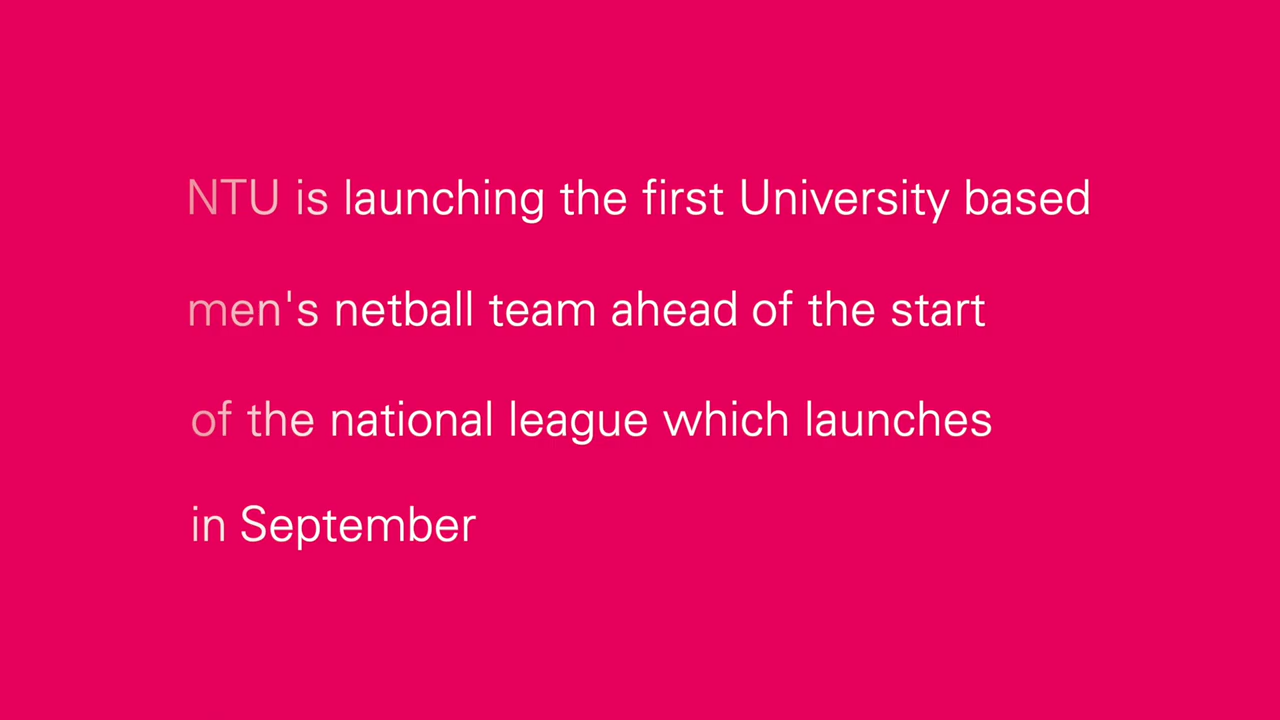 NTU is launching the first University based
men's netball team ahead of the start
of the national league which launches
in September